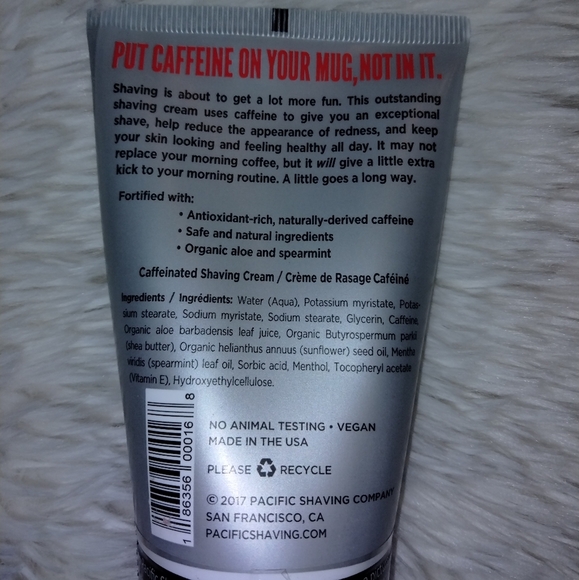 PUT CAFFEINE ON YOUR MUG, NOT IN IT.
Shaving is about to get a lot more fun. This outstanding
shaving cream uses caffeine to give you an exceptional
shave, help reduce the appearance of redness, and keep
your skin looking and feeling healthy all day. It may not
replace your morning coffee, but it will give a little extra
kick to your morning routine. A little goes a long way.
Fortified with:
• Antioxidant-rich, naturally-derived caffeine
• Safe and natural ingredients
• Organic aloe and spearmint
Caffeinated Shaving Cream / Crème de Rasage Caféiné
Ingredients / Ingrédients: Water (Aqua), Potassium myristate, Potas-
sium stearate, Sodium myristate, Sodium stearate, Glycerin, Caffeine,
Organic aloe barbadensis leaf juice, Organic Butyrospermum parkii
(shea butter), Organic helianthus annuus (sunflower) seed oil, Mentha
viridis (spearmint) leaf oil, Sorbic acid, Menthol, Tocopheryl acetate
(Vitamin E), Hydroxyethylcellulose.
1 86356 00016 8
NO ANIMAL TESTING • VEGAN
MADE IN THE USA
PLEASE RECYCLE
© 2017 PACIFIC SHAVING COMPANY
SAN FRANCISCO, CA
PACIFICSHAVING.COM